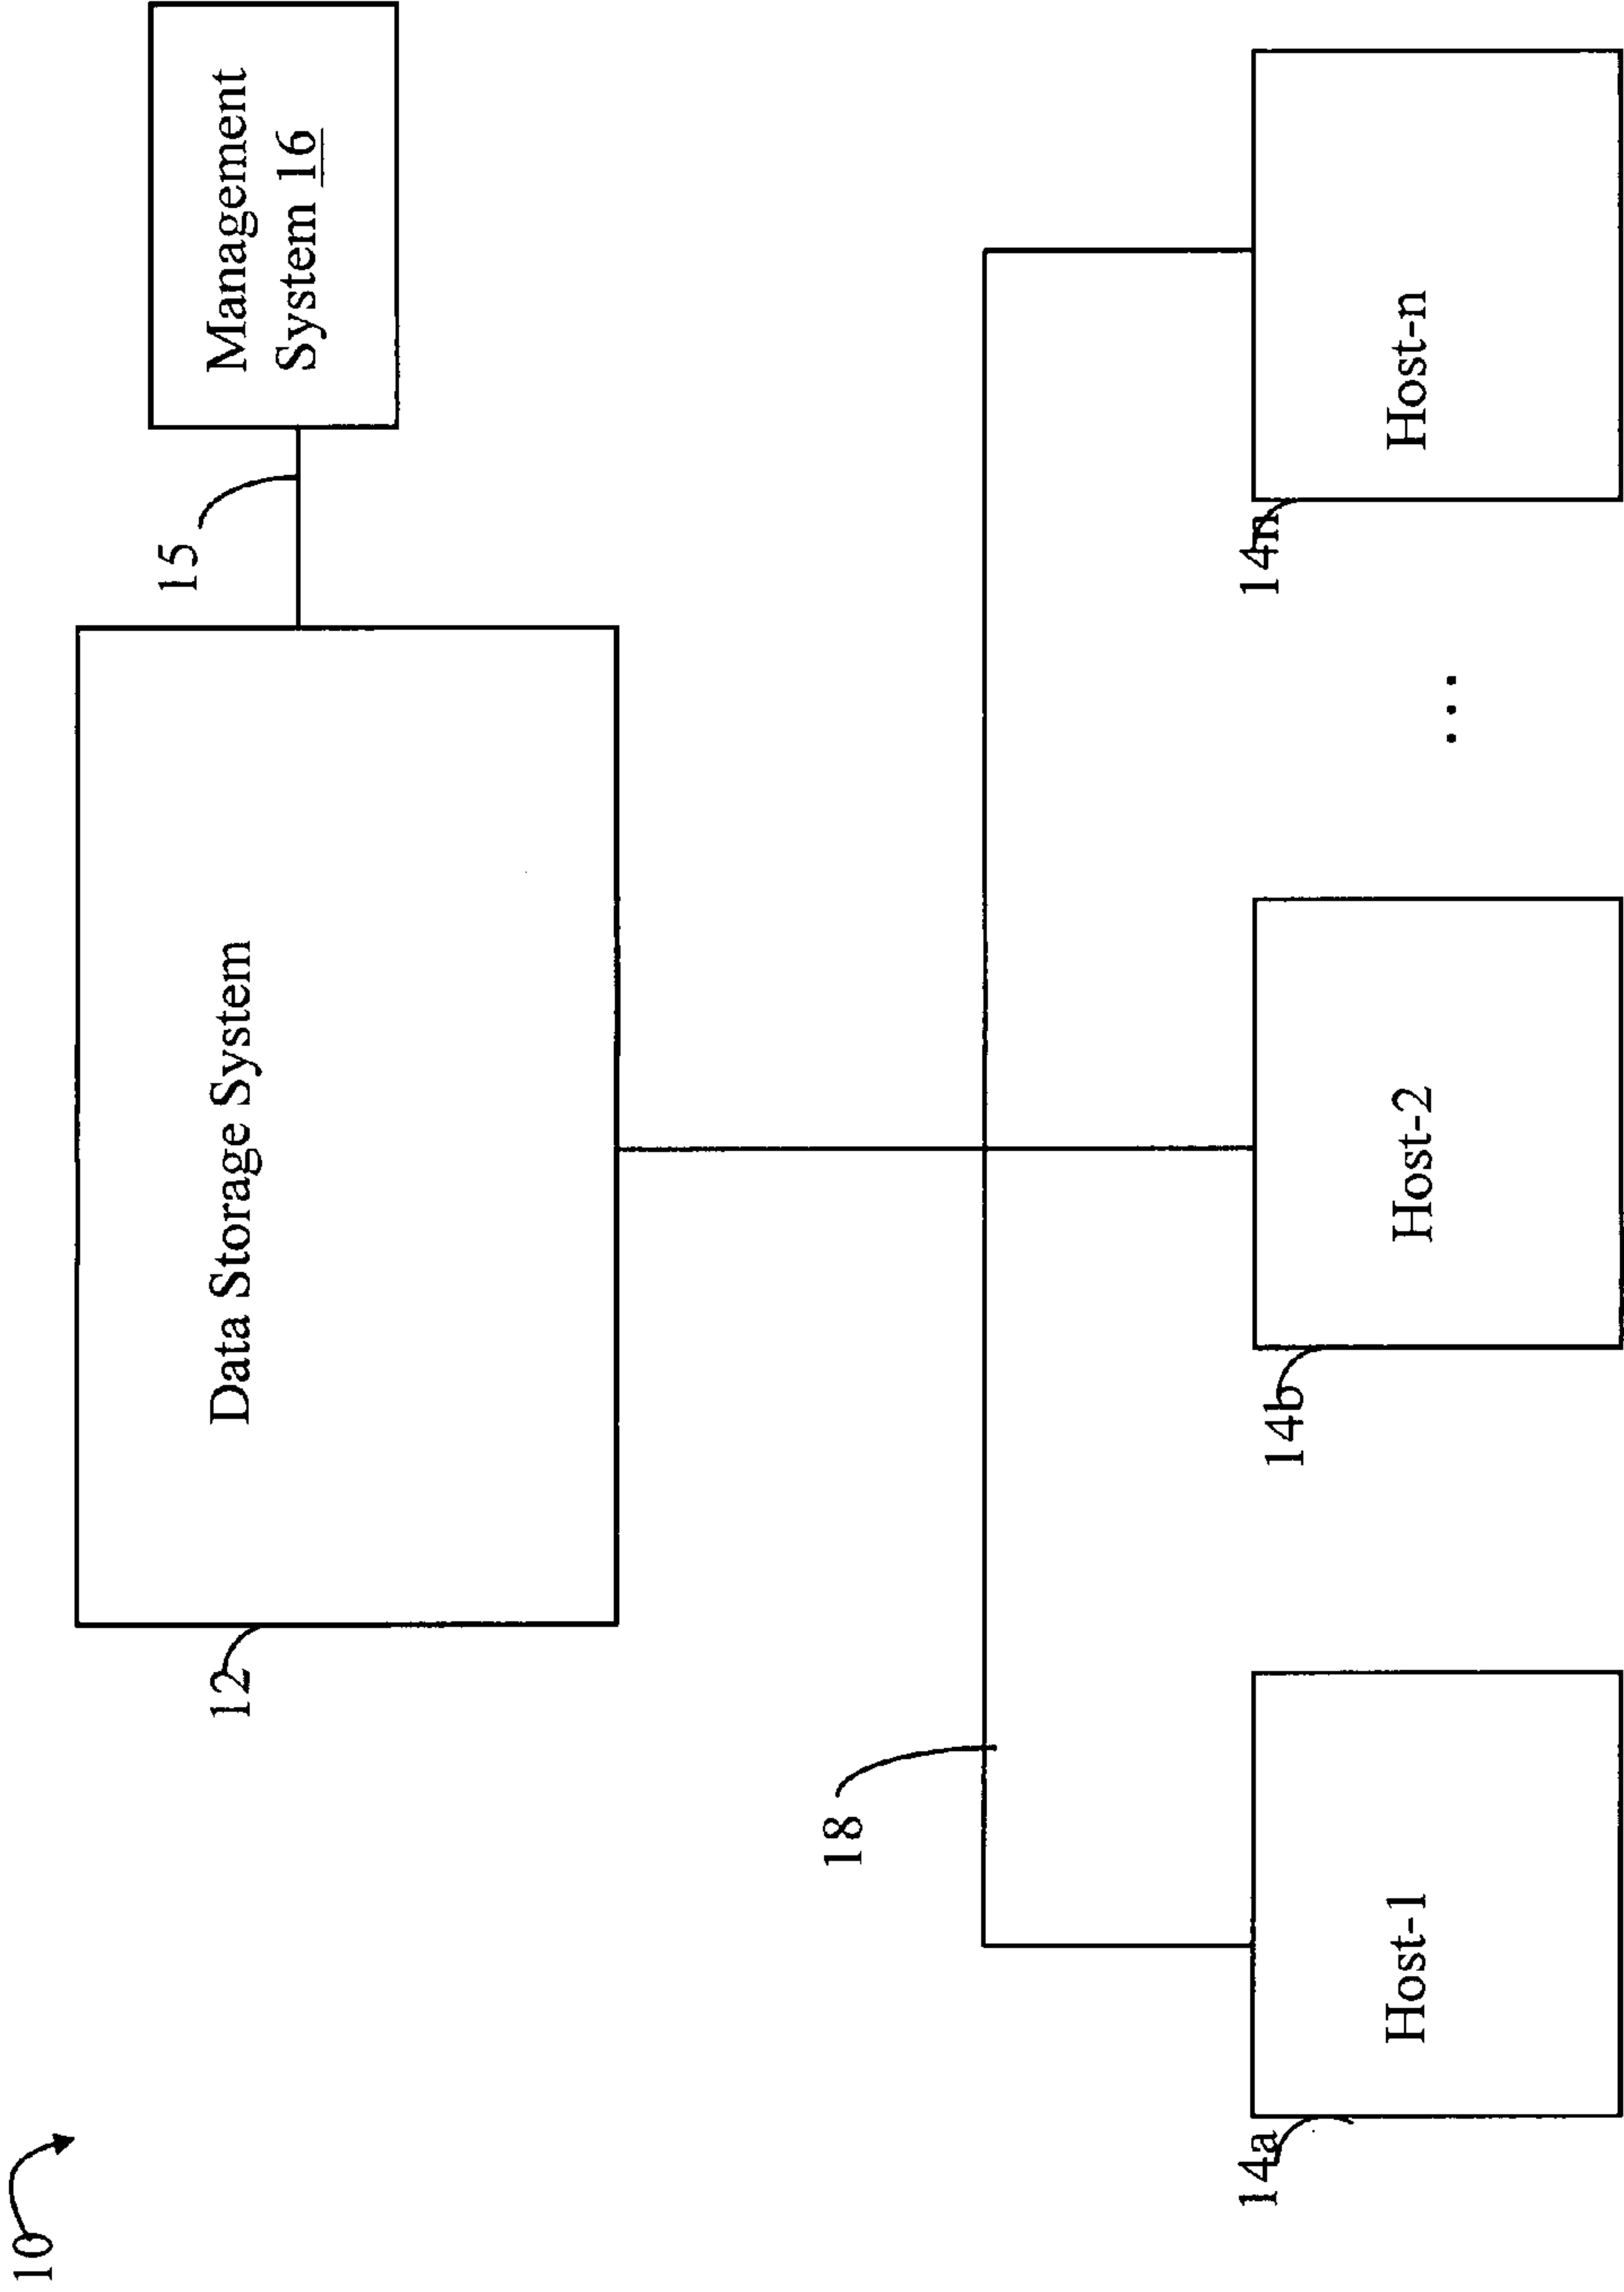 10
12
Data Storage System
15
Management
System 16
18
14a
Host-1
14b
Host-2
...
14n
Host-n